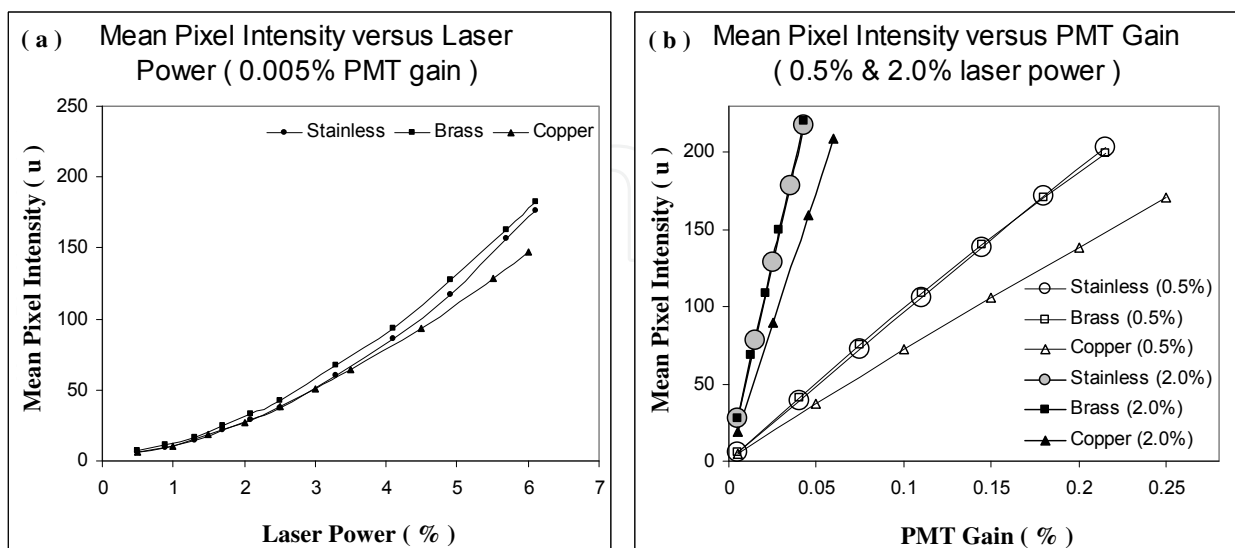 ( a ) Mean Pixel Intensity versus Laser
Power ( 0.005% PMT gain )
Mean Pixel Intensity ( u )
250
200
150
100
50
0
Stainless Brass Copper
0 1 2 3 4 5 6 7
Laser Power ( % )
( b ) Mean Pixel Intensity versus PMT Gain
( 0.5% & 2.0% laser power )
Mean Pixel Intensity ( u )
200
150
100
50
0
Stainless (0.5%)
Brass (0.5%)
Copper (0.5%)
Stainless (2.0%)
Brass (2.0%)
Copper (2.0%)
0 0.05 0.1 0.15 0.2 0.25
PMT Gain ( % )